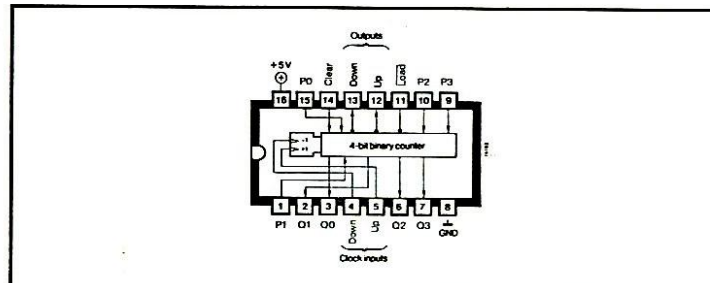 Outputs
+5V P0 Clear Down Up Load P2 P3
16 15 14 13 12 11 10 9
-1
+1
4-bit binary counter
1 2 3 4 5 6 7 8
P1 Q1 Q0 Down Up Q2 Q3 GND
Clock inputs